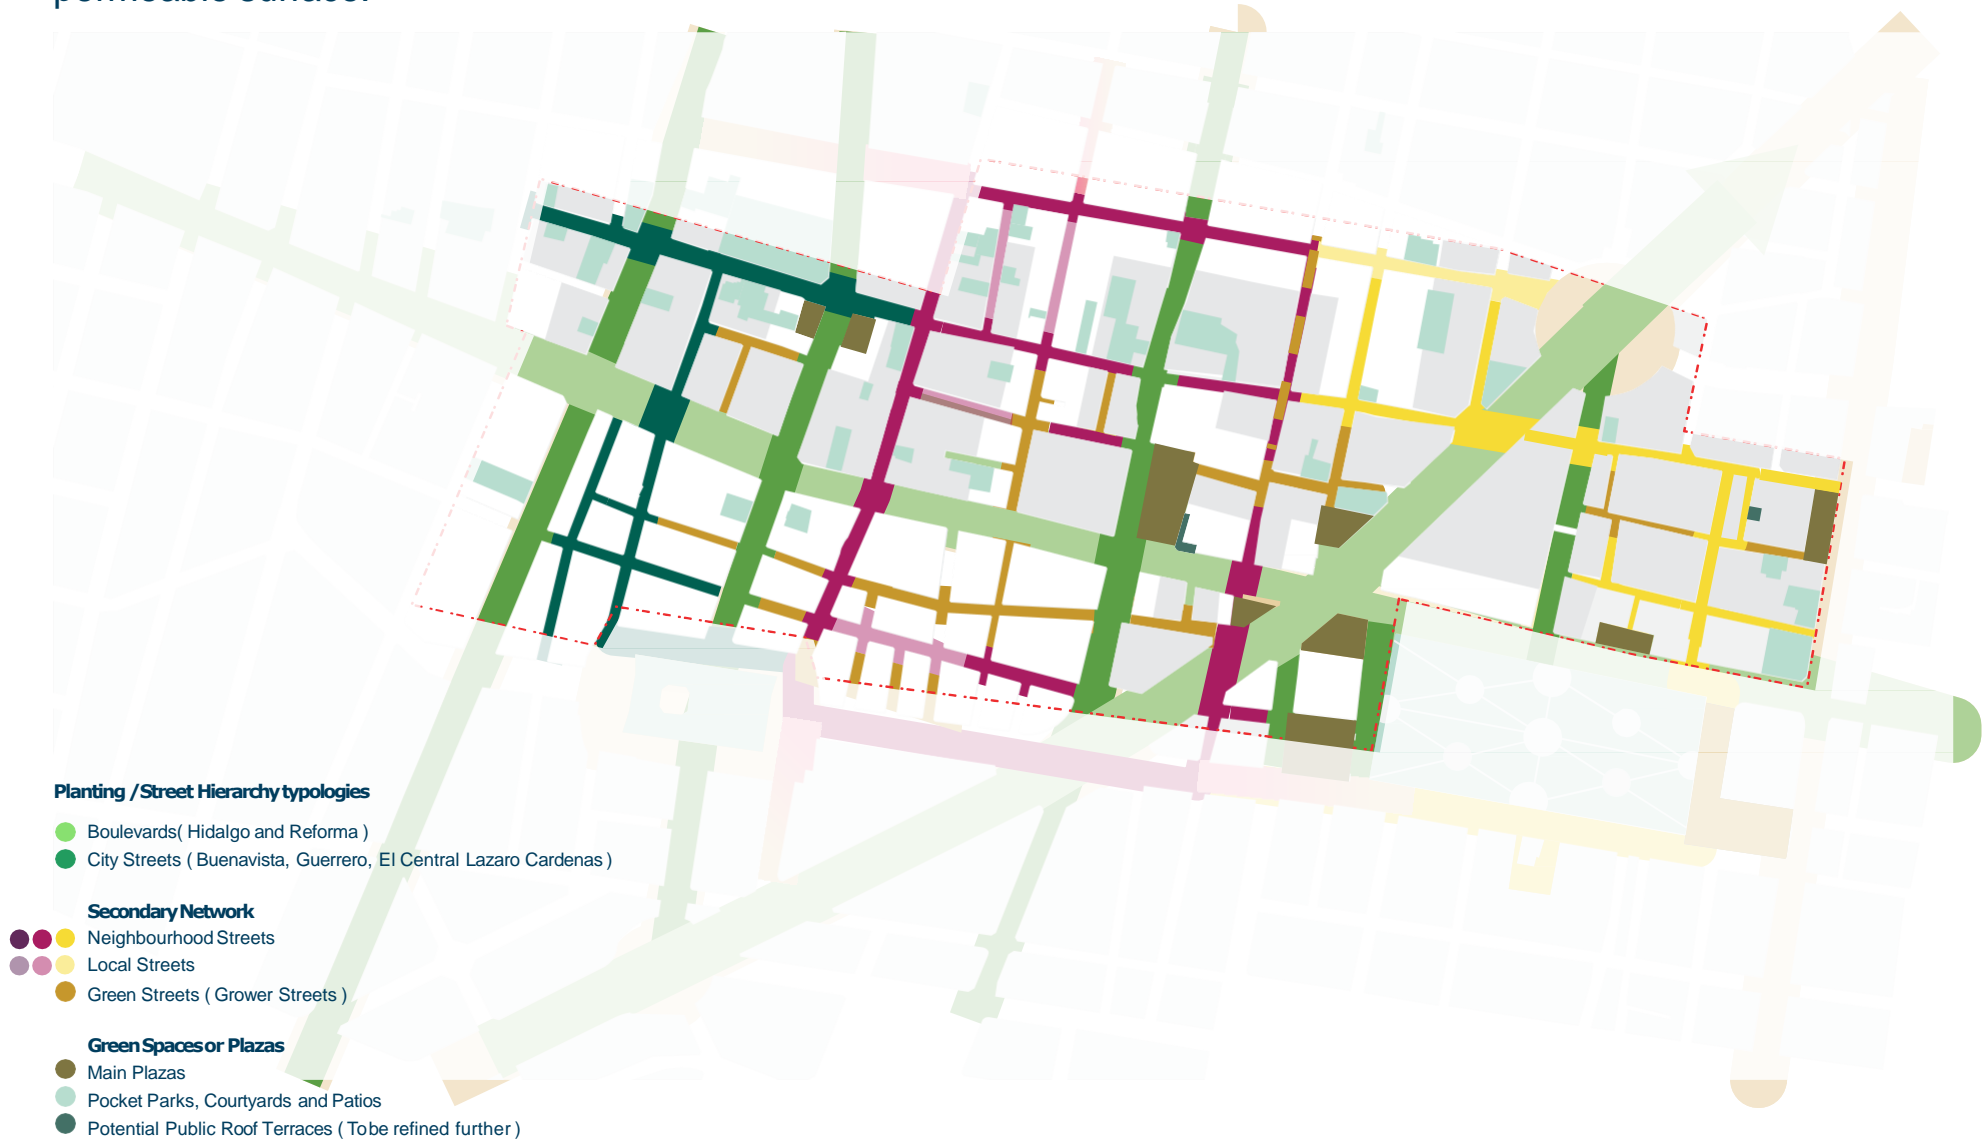 permeable surface.
Planting / Street Hierarchy typologies
Boulevards( Hidalgo and Reforma )
City Streets ( Buenavista, Guerrero, El Central Lazaro Cardenas )
Secondary Network
Neighbourhood Streets
Local Streets
Green Streets ( Grower Streets )
Green Spaces or Plazas
Main Plazas
Pocket Parks, Courtyards and Patios
Potential Public Roof Terraces ( To be refined further )